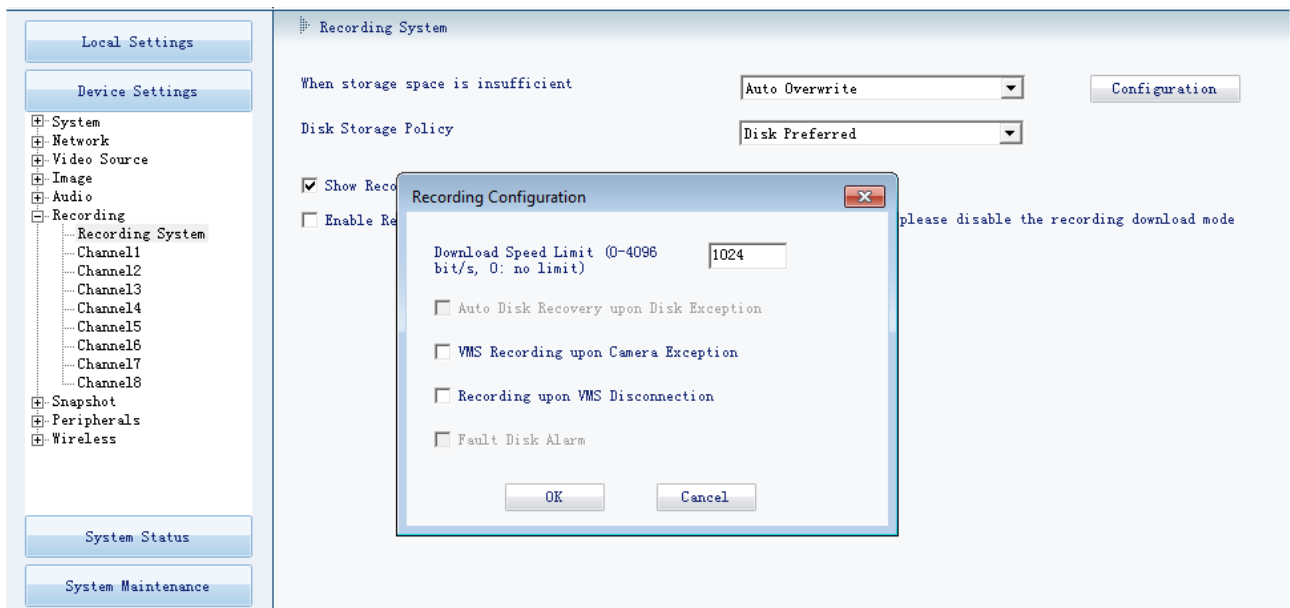 Local Settings
Device Settings
System
Network
Video Source
Image
Audio
Recording
Recording System
Channel1
Channel2
Channel3
Channel4
Channel5
Channel6
Channel7
Channel8
Snapshot
Peripherals
Wireless
System Status
System Maintenance
Recording System
When storage space is insufficient Auto Overwrite Configuration
Disk Storage Policy Disk Preferred
Show Reco
Enable Re please disable the recording download mode
Recording Configuration
Download Speed Limit (0-4096 1024
bit/s, 0: no limit)
Auto Disk Recovery upon Disk Exception
VMS Recording upon Camera Exception
Recording upon VMS Disconnection
Fault Disk Alarm
OK Cancel